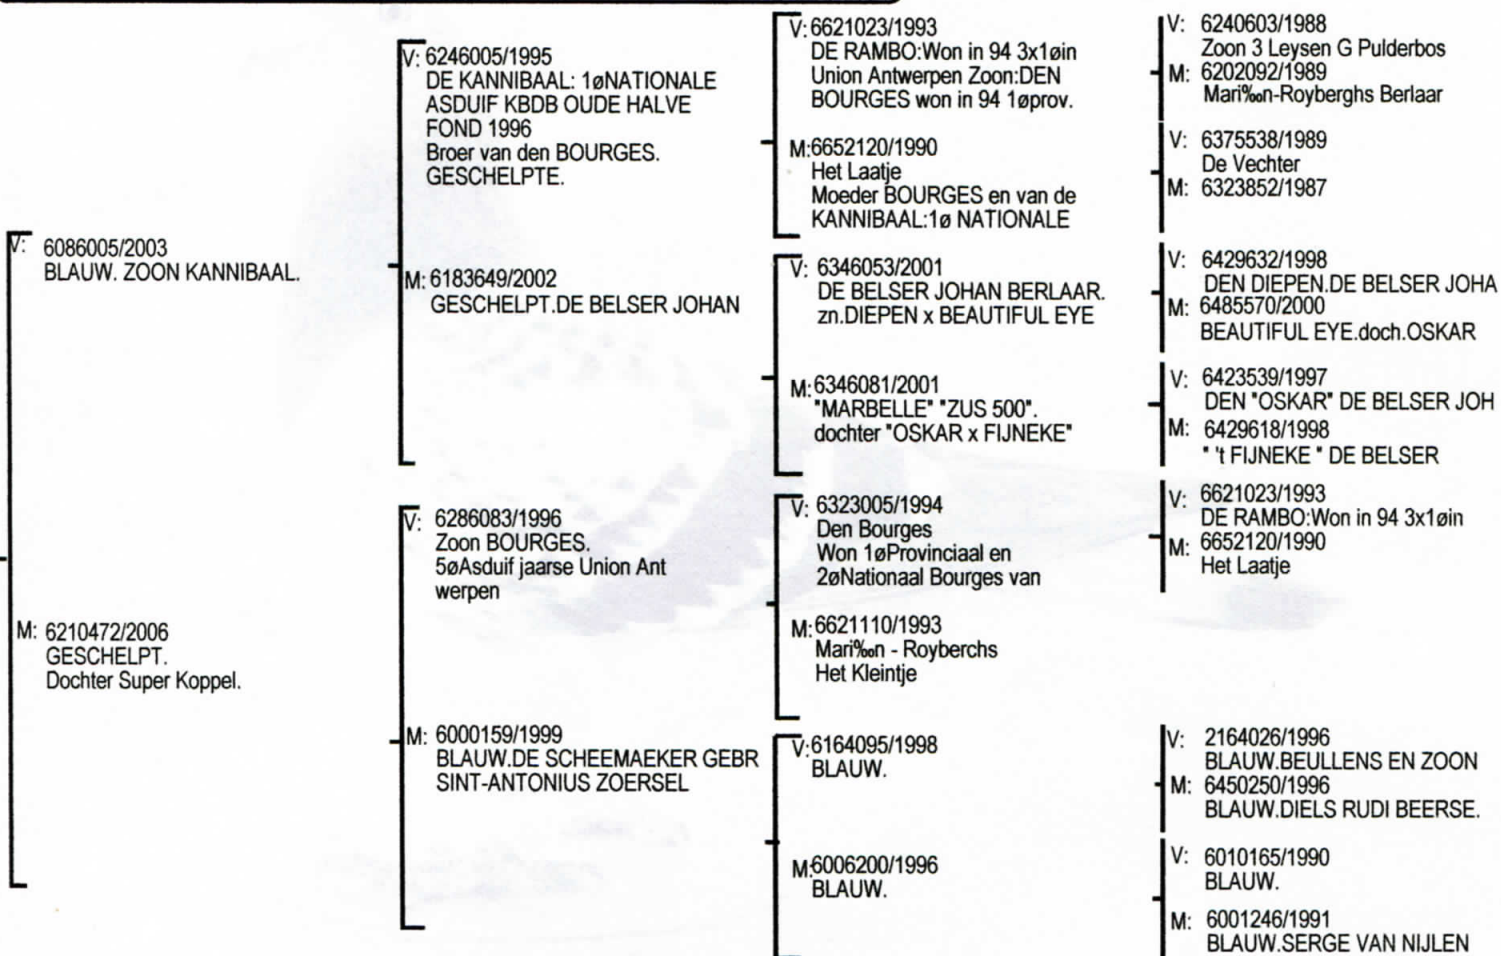 V: 6086005/2003
BLAUW. ZOON KANNIBAAL.
M: 6210472/2006
GESCHELPT.
Dochter Super Koppel.
V: 6246005/1995
DE KANNIBAAL: 1øNATIONALE
ASDUIF KBDB OUDE HALVE
FOND 1996
Broer van den BOURGES.
GESCHELPTE.
M: 6183649/2002
GESCHELPT.DE BELSER JOHAN
V: 6286083/1996
Zoon BOURGES.
5øAsduif jaarse Union Ant
werpen
M: 6000159/1999
BLAUW.DE SCHEEMAEKER GEBR
SINT-ANTONIUS ZOERSEL
V: 6621023/1993
DE RAMBO:Won in 94 3x1øin
Union Antwerpen Zoon:DEN
BOURGES won in 94 1øprov.
M: 6652120/1990
Het Laatje
Moeder BOURGES en van de
KANNIBAAL:1ø NATIONALE
V: 6346053/2001
DE BELSER JOHAN BERLAAR.
zn.DIEPEN x BEAUTIFUL EYE
M: 6346081/2001
"MARBELLE" "ZUS 500".
dochter "OSKAR x FIJNEKE"
V: 6323005/1994
Den Bourges
Won 1øProvinciaal en
2øNationaal Bourges van
M: 6621110/1993
Mari‰n - Royberchs
Het Kleintje
V: 6164095/1998
BLAUW.
M: 6006200/1996
BLAUW.
V: 6240603/1988
Zoon 3 Leysen G Pulderbos
M: 6202092/1989
Mari‰n-Royberghs Berlaar
V: 6375538/1989
De Vechter
M: 6323852/1987
V: 6429632/1998
DEN DIEPEN.DE BELSER JOHA
M: 6485570/2000
BEAUTIFUL EYE.doch.OSKAR
V: 6423539/1997
DEN "OSKAR" DE BELSER JOH
M: 6429618/1998
" 't FIJNEKE " DE BELSER
V: 6621023/1993
DE RAMBO:Won in 94 3x1øin
M: 6652120/1990
Het Laatje
V: 2164026/1996
BLAUW.BEULLENS EN ZOON
M: 6450250/1996
BLAUW.DIELS RUDI BEERSE.
V: 6010165/1990
BLAUW.
M: 6001246/1991
BLAUW.SERGE VAN NIJLEN